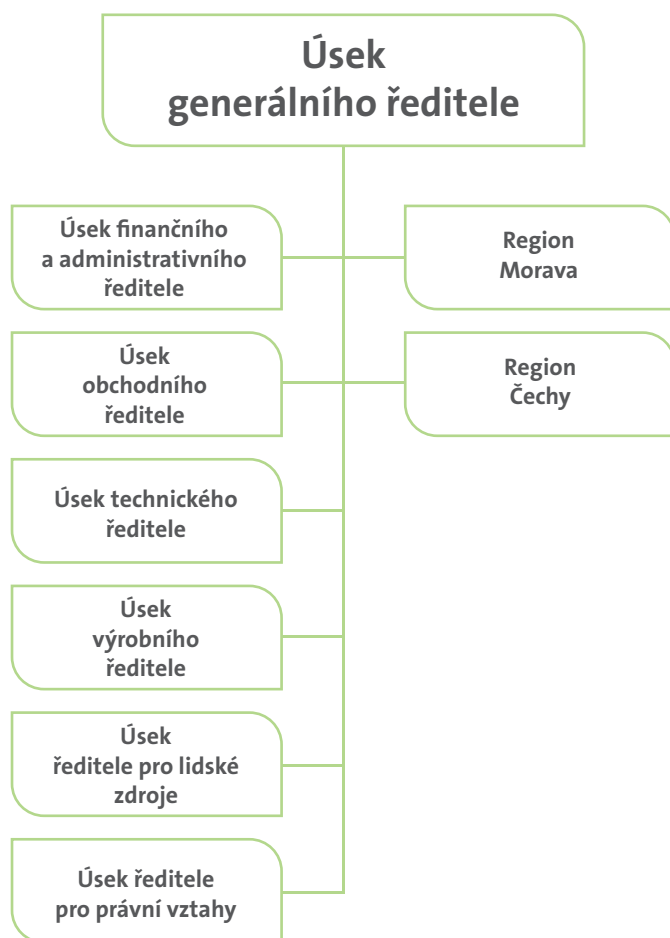 Úsek
generálního ředitele
Úsek finančního
a administrativního
ředitele
Region
Morava
Úsek
obchodního
ředitele
Region
Čechy
Úsek technického
ředitele
Úsek
výrobního
ředitele
Úsek
ředitele pro lidské
zdroje
Úsek ředitele
pro právní vztahy